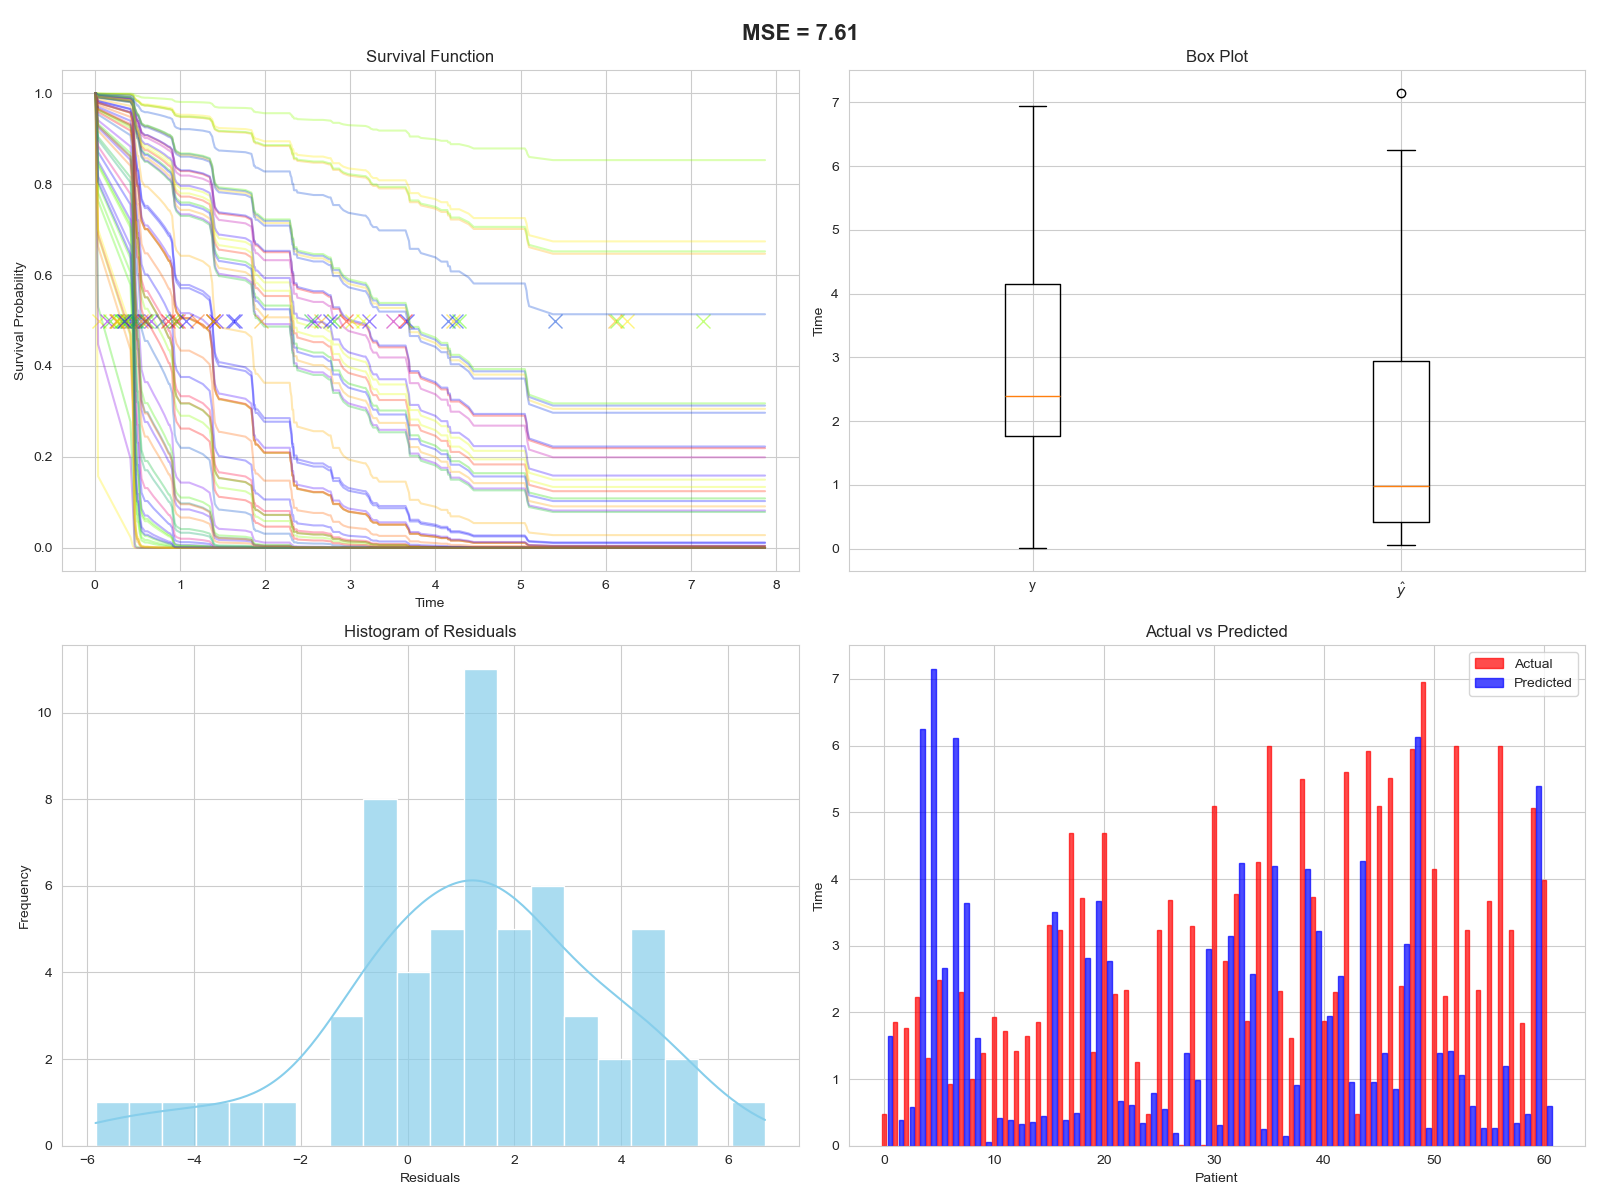 MSE = 7.61
Survival Function
1.0
0.8
0.6
0.4
0.2
0.0
Survival Probability
0 1 2 3 4 5 6 7 8
Time
Box Plot
7
6
5
4
3
2
1
0
Time
y ŷ
Histogram of Residuals
10
8
6
4
2
0
Frequency
−6 −4 −2 0 2 4 6
Residuals
Actual vs Predicted
Actual
Predicted
7
6
5
4
3
2
1
0
Time
0 10 20 30 40 50 60
Patient